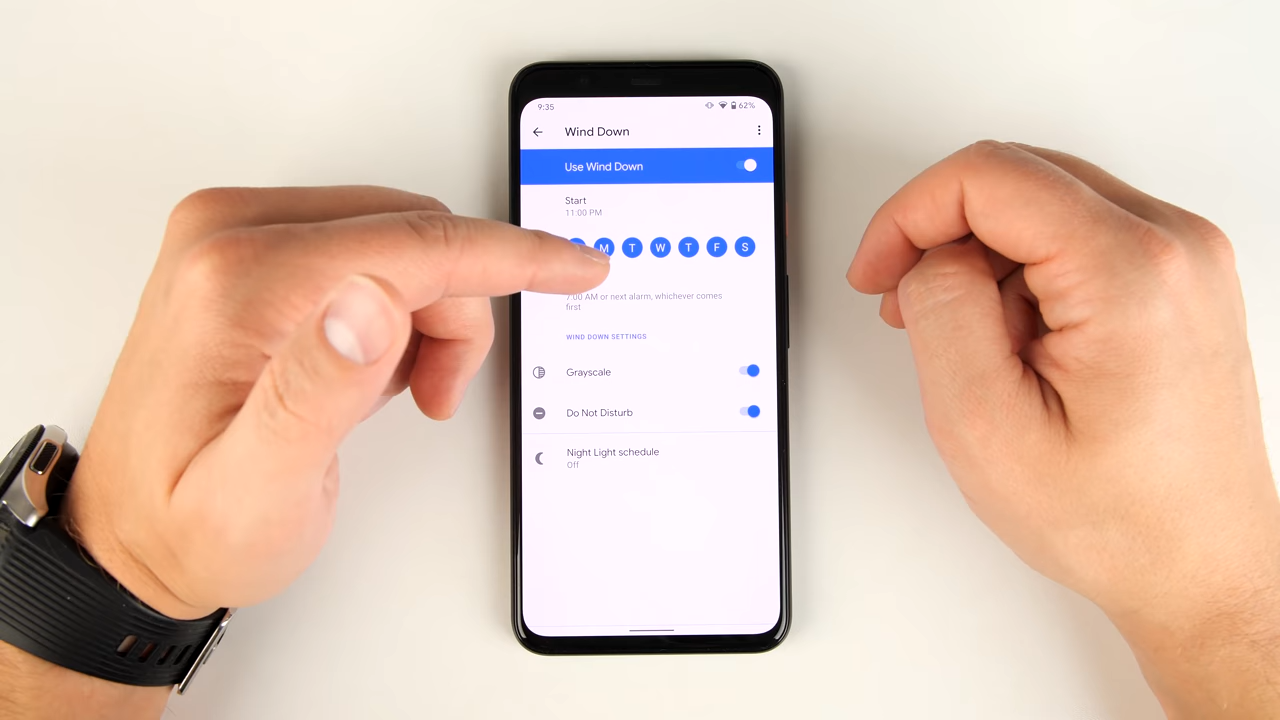 9:35 62%
Wind Down
Use Wind Down
Start
11:00 PM
M T W T F S
7:00 AM or next alarm, whichever comes
first
WIND DOWN SETTINGS
Grayscale
Do Not Disturb
Night Light schedule
Off